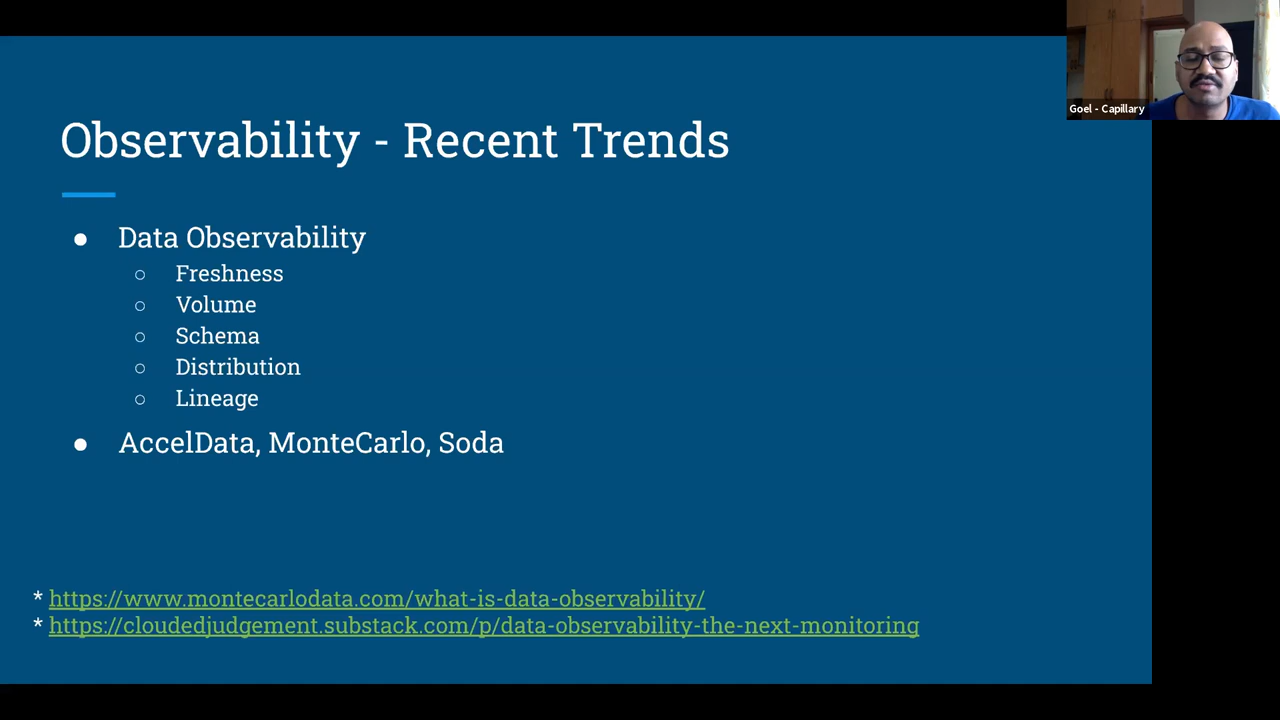 Goel - Capillary
Observability - Recent Trends
● Data Observability
○ Freshness
○ Volume
○ Schema
○ Distribution
○ Lineage
● AccelData, MonteCarlo, Soda
* https://www.montecarlodata.com/what-is-data-observability/
* https://cloudedjudgement.substack.com/p/data-observability-the-next-monitoring